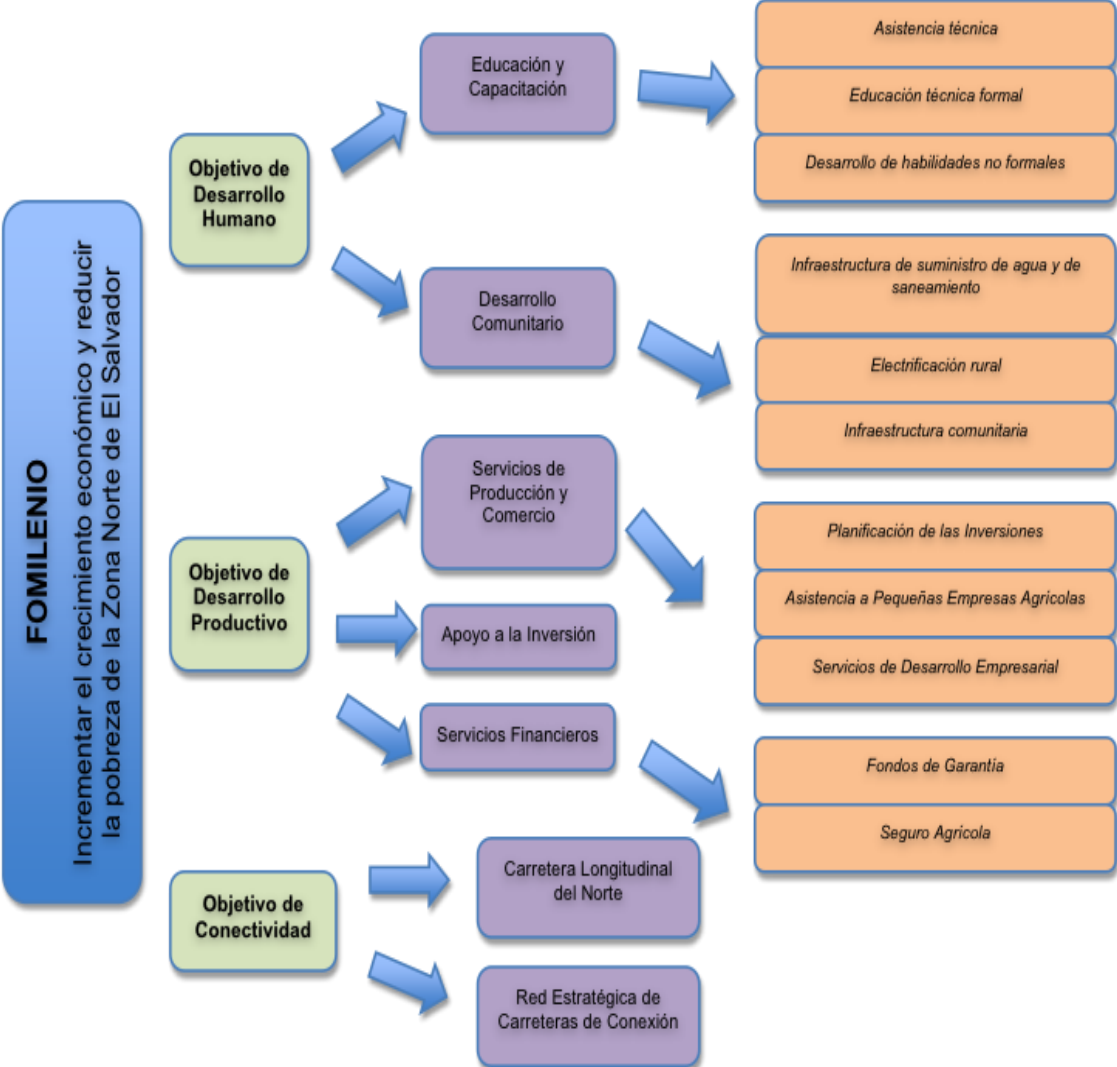 FOMILENIO
Incrementar el crecimiento económico y reducir
la pobreza de la Zona Norte de El Salvador
Objetivo de
Desarrollo
Humano
Educación y
Capacitación
Asistencia técnica
Educación técnica formal
Desarrollo de habilidades no formales
Desarrollo
Comunitario
Infraestructura de suministro de agua y de
saneamiento
Electrificación rural
Infraestructura comunitaria
Objetivo de
Desarrollo
Productivo
Servicios de
Producción y
Comercio
Planificación de las Inversiones
Asistencia a Pequeñas Empresas Agrícolas
Servicios de Desarrollo Empresarial
Apoyo a la Inversión
Servicios Financieros
Fondos de Garantía
Seguro Agrícola
Objetivo de
Conectividad
Carretera Longitudinal
del Norte
Red Estratégica de
Carreteras de Conexión